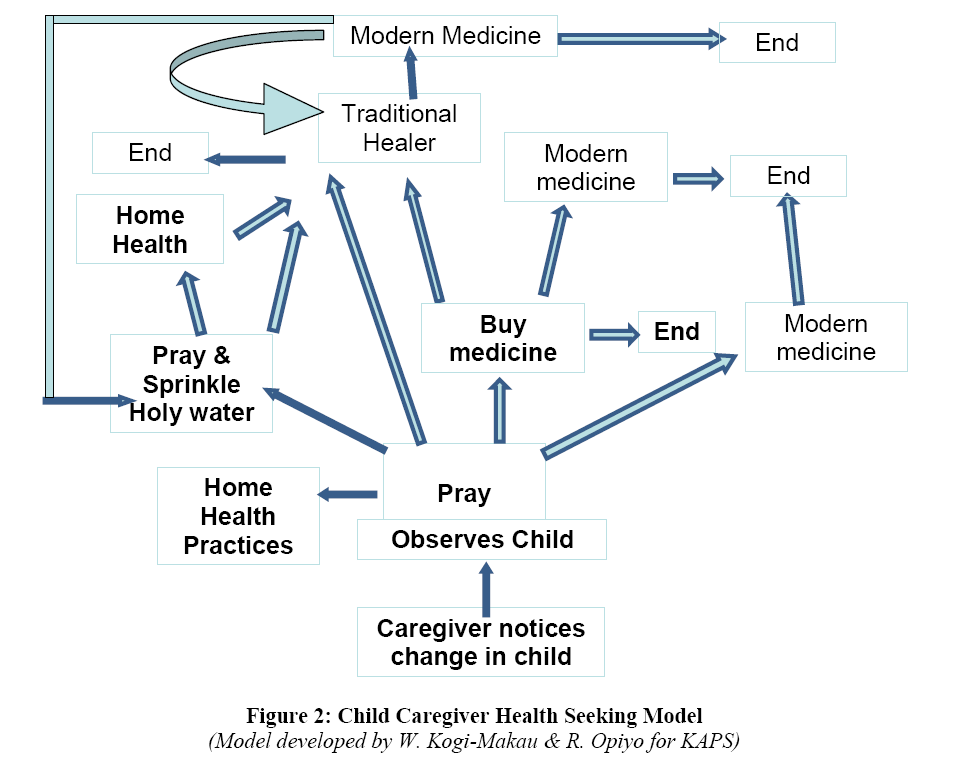 Modern Medicine
End
Traditional
Healer
End
Modern
medicine
End
Home
Health
Buy
medicine
End
Modern
medicine
Pray &
Sprinkle
Holy water
Home
Health
Practices
Pray
Observes Child
Caregiver notices
change in child
Figure 2: Child Caregiver Health Seeking Model
(Model developed by W. Kogi-Makau & R. Opiyo for KAPS)